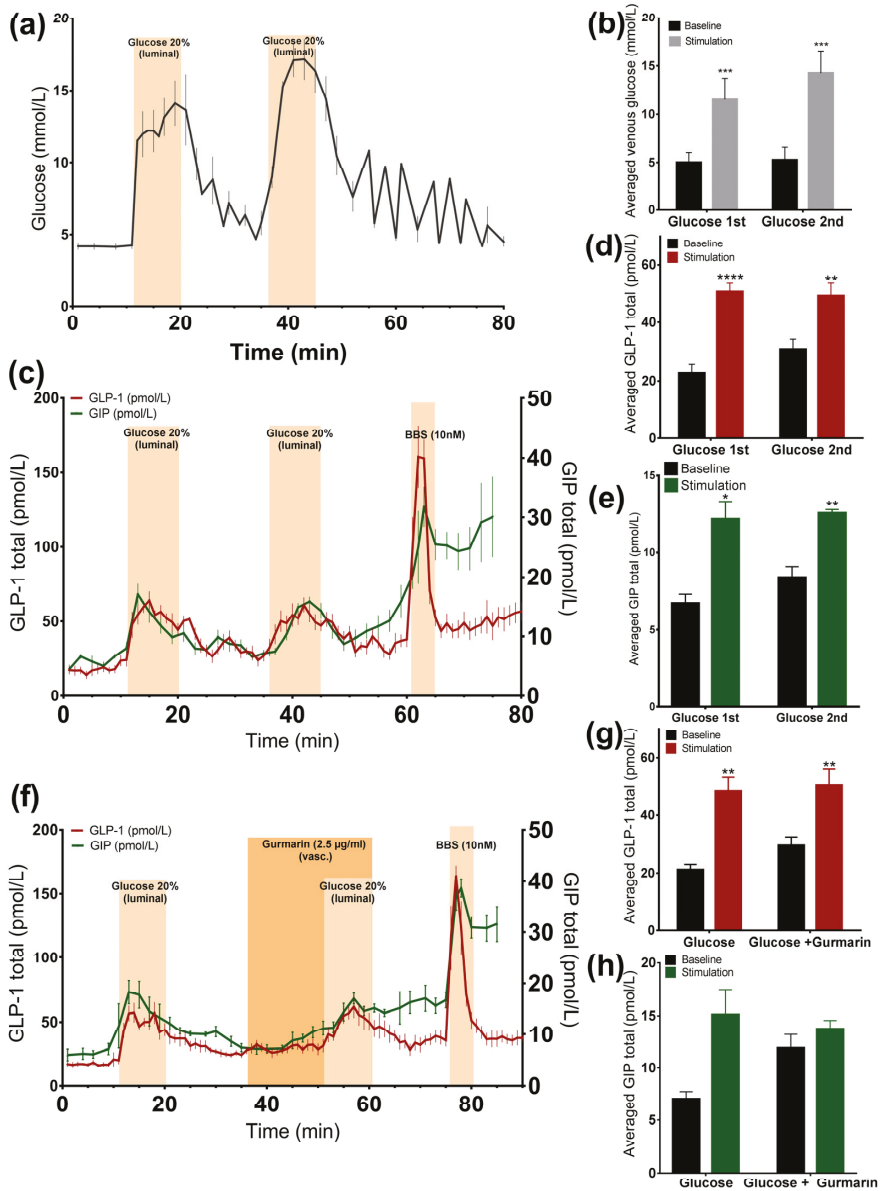 (a)
Glucose (mmol/L)
20
15
10
5
0
Glucose 20%
(luminal)
Glucose 20%
(luminal)
0
20
40
60
80
Time (min)
(b)
Averaged venous glucose (mmol/L)
20
15
10
5
0
Baseline
Stimulation
***
***
Glucose 1st
Glucose 2nd
(c)
GLP-1 total (pmol/L)
200
150
100
50
0
GLP-1 (pmol/L)
GIP (pmol/L)
Glucose 20%
(luminal)
Glucose 20%
(luminal)
BBS (10nM)
50
40
30
20
10
0
GIP total (pmol/L)
0
20
40
60
80
Time (min)
(d)
Averaged GLP-1 total (pmol/L)
60
40
20
0
Baseline
Stimulation
****
**
Glucose 1st
Glucose 2nd
(e)
Averaged GIP total (pmol/L)
15
10
5
0
Baseline
Stimulation
*
**
Glucose 1st
Glucose 2nd
(f)
GLP-1 total (pmol/L)
200
150
100
50
0
GLP-1 (pmol/L)
GIP (pmol/L)
Glucose 20%
(luminal)
Gurmarin (2.5 µg/ml)
(vasc.)
Glucose 20%
(luminal)
BBS (10nM)
50
40
30
20
10
0
GIP total (pmol/L)
0
20
40
60
80
Time (min)
(g)
Averaged GLP-1 total (pmol/L)
60
40
20
0
Baseline
Stimulation
**
**
Glucose
Glucose +Gurmarin
(h)
Averaged GIP total (pmol/L)
20
15
10
5
0
Baseline
Stimulation
Glucose
Glucose + Gurmarin